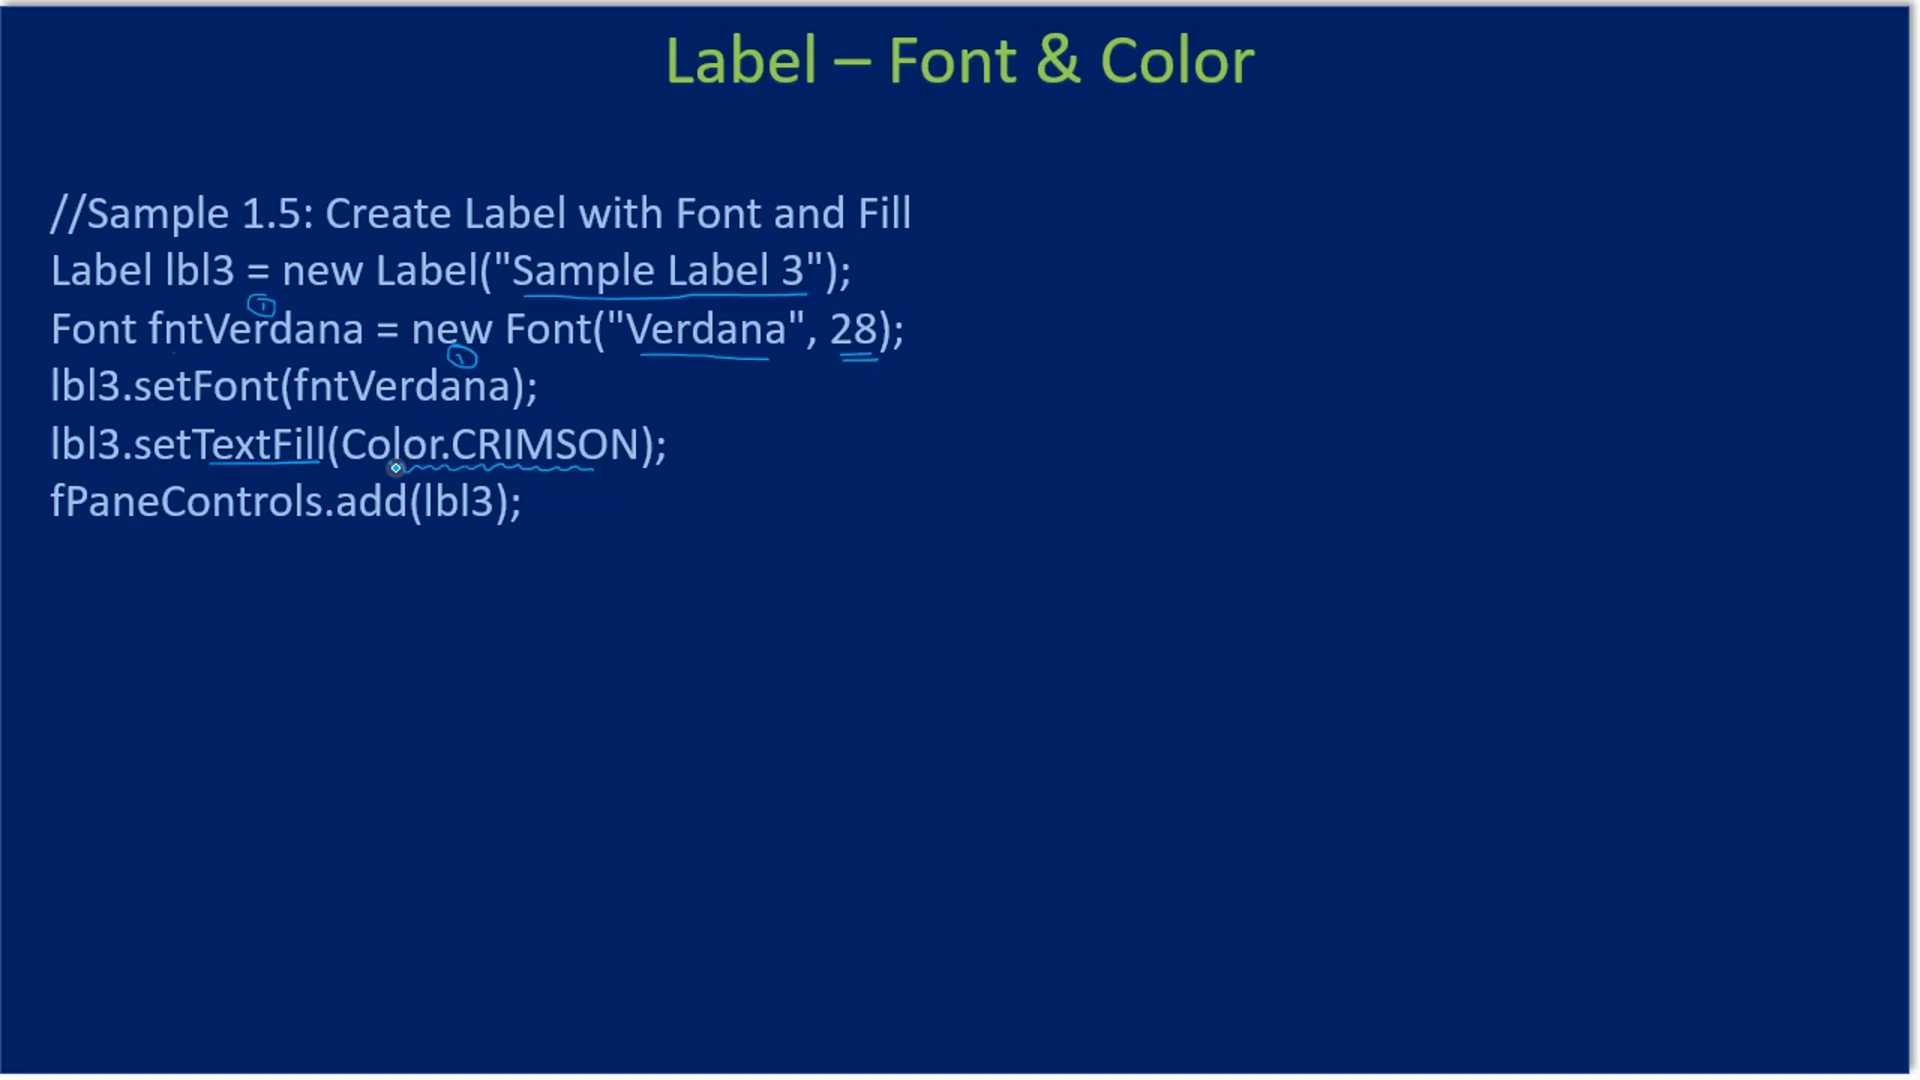 Label – Font & Color
//Sample 1.5: Create Label with Font and Fill
Label lbl3 = new Label("Sample Label 3");
Font fntVerdana = new Font("Verdana", 28);
lbl3.setFont(fntVerdana);
lbl3.setTextFill(Color.CRIMSON);
fPaneControls.add(lbl3);